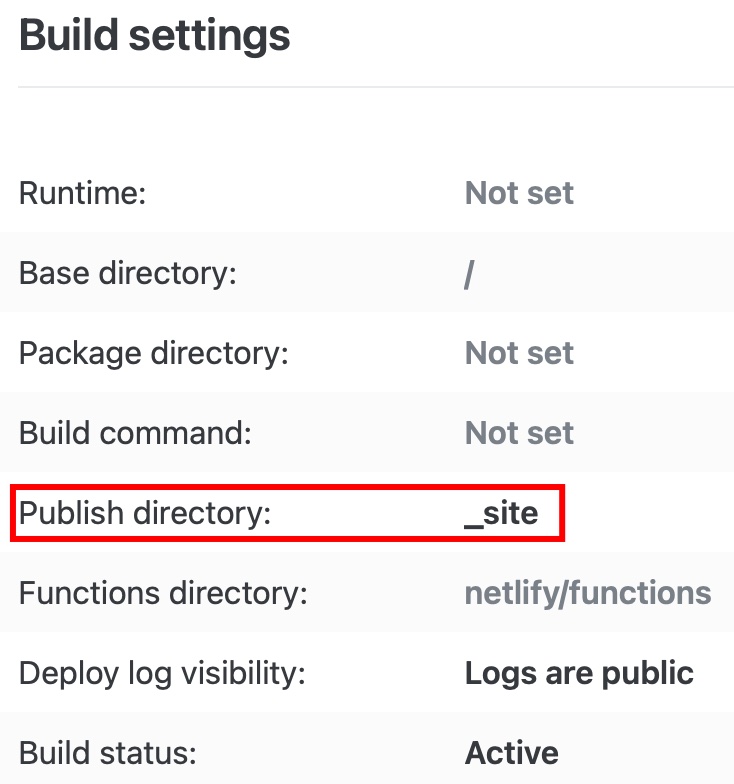 Build settings
Runtime: Not set
Base directory: /
Package directory: Not set
Build command: Not set
Publish directory: _site
Functions directory: netlify/functions
Deploy log visibility: Logs are public
Build status: Active